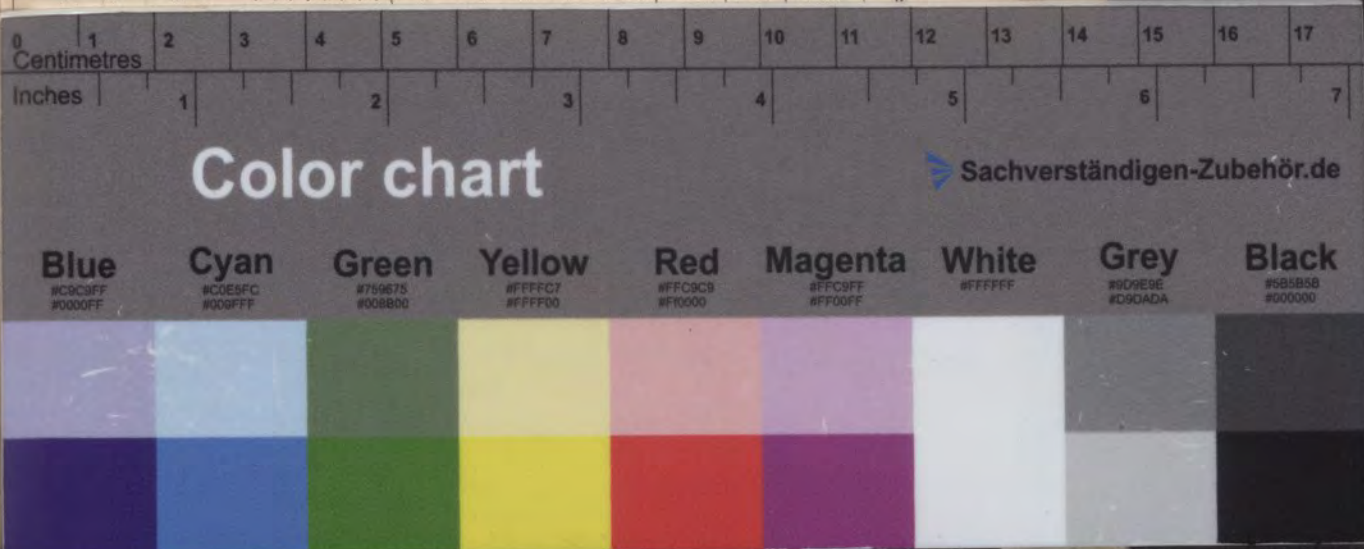 0 1 2 3 4 5 6 7 8 9 10 11 12 13 14 15 16 17
Centimetres
Inches 1 2 3 4 5 6 7
Color chart
Sachverständigen-Zubehör.de
Blue Cyan Green Yellow Red Magenta White Grey Black
#C9C9FF #C0E5FC #759675 #FFFFC7 #FFC9C9 #FFC9FF #FFFFFF #9D9E9E #5B5B5B
#0000FF #009FFF #008B00 #FFFF00 #FF0000 #FF00FF #D9DADA #000000